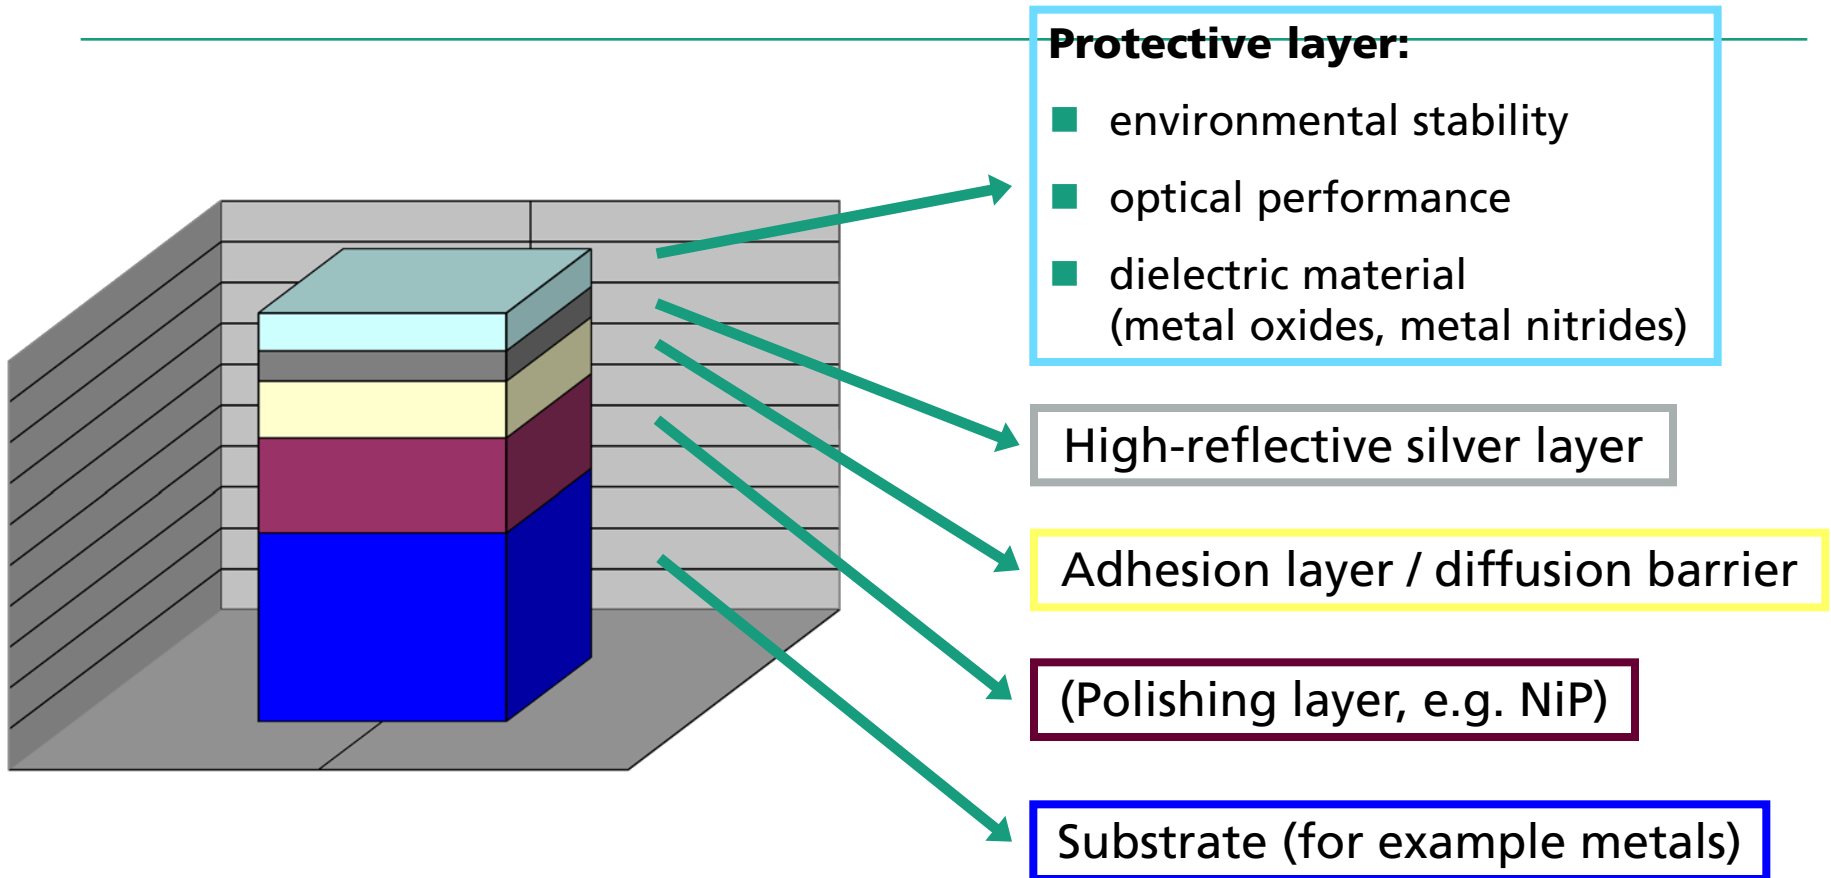 Protective layer:
environmental stability
optical performance
dielectric material
(metal oxides, metal nitrides)
High-reflective silver layer
Adhesion layer / diffusion barrier
(Polishing layer, e.g. NiP)
Substrate (for example metals)